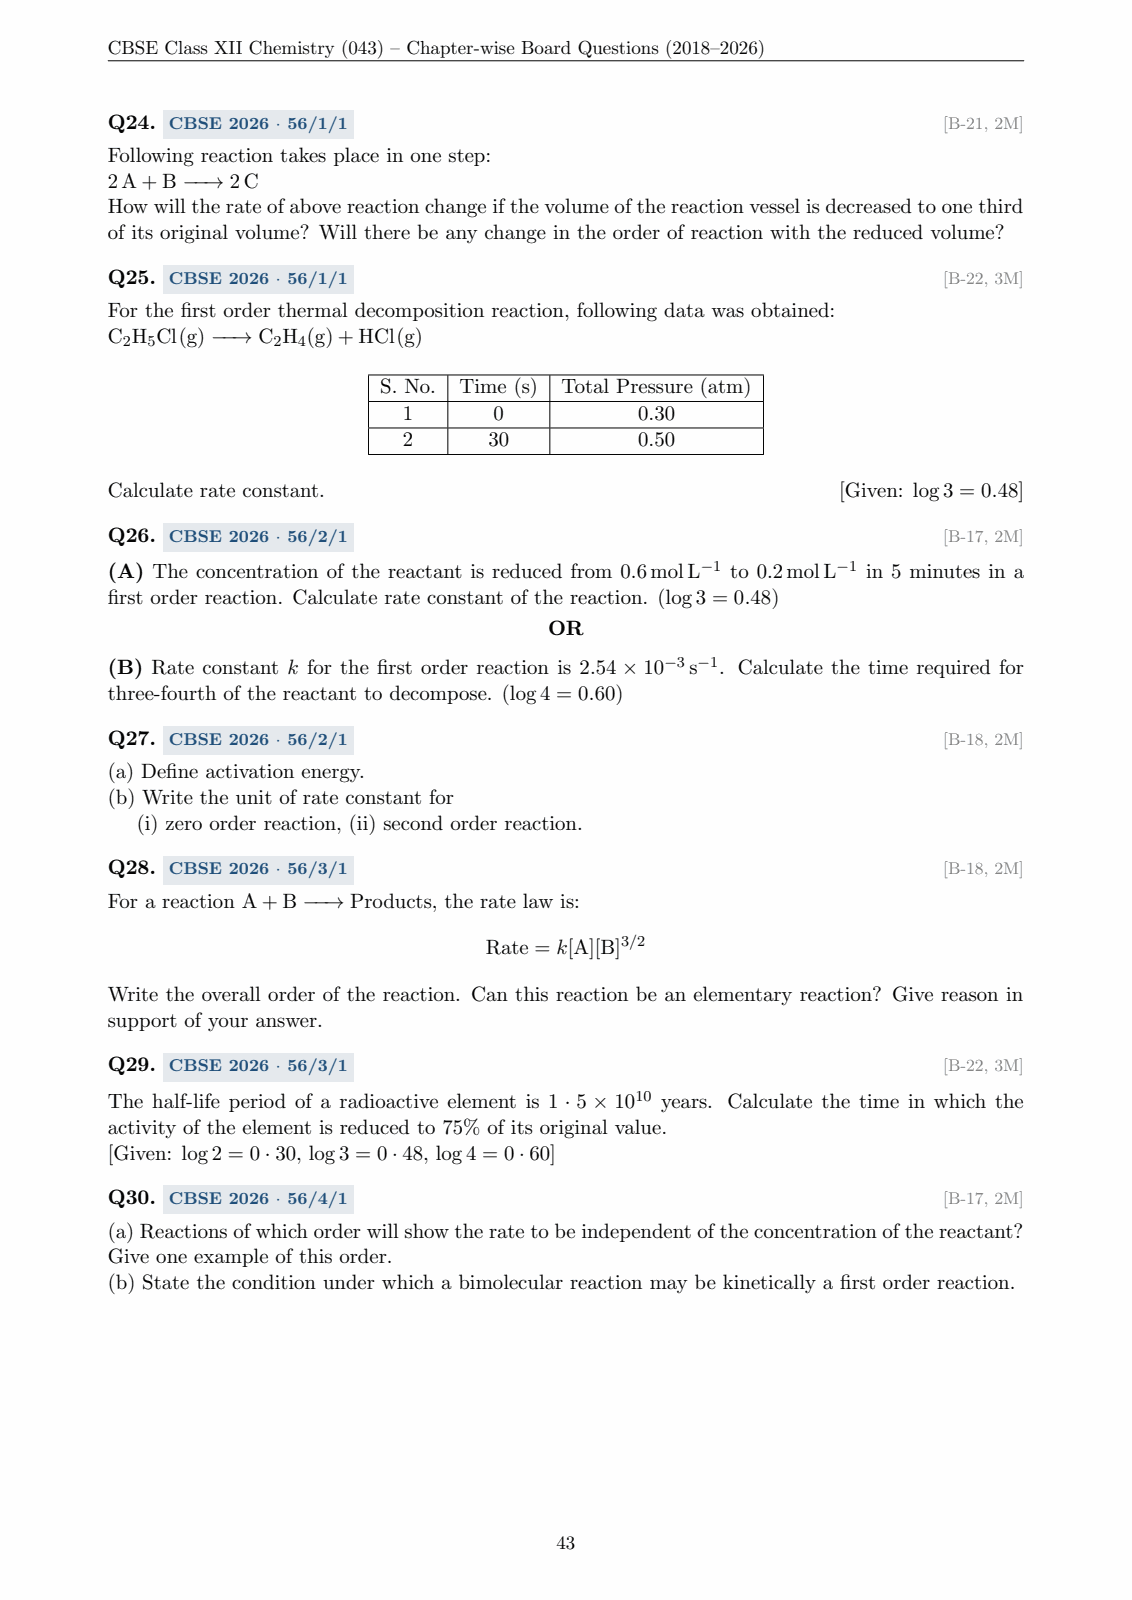 CBSE Class XII Chemistry (043) – Chapter-wise Board Questions (2018–2026)
Q24. CBSE 2026 · 56/1/1 [B-21, 2M]
Following reaction takes place in one step:
2 A + B ⟶ 2 C
How will the rate of above reaction change if the volume of the reaction vessel is decreased to one third
of its original volume? Will there be any change in the order of reaction with the reduced volume?
Q25. CBSE 2026 · 56/1/1 [B-22, 3M]
For the first order thermal decomposition reaction, following data was obtained:
C₂H₅Cl(g) ⟶ C₂H₄(g) + HCl(g)
S. No. Time (s) Total Pressure (atm)
1 0 0.30
2 30 0.50
Calculate rate constant. [Given: log 3 = 0.48]
Q26. CBSE 2026 · 56/2/1 [B-17, 2M]
(A) The concentration of the reactant is reduced from 0.6 mol L⁻¹ to 0.2 mol L⁻¹ in 5 minutes in a
first order reaction. Calculate rate constant of the reaction. (log 3 = 0.48)
OR
(B) Rate constant k for the first order reaction is 2.54 × 10⁻³ s⁻¹. Calculate the time required for
three-fourth of the reactant to decompose. (log 4 = 0.60)
Q27. CBSE 2026 · 56/2/1 [B-18, 2M]
(a) Define activation energy.
(b) Write the unit of rate constant for
(i) zero order reaction, (ii) second order reaction.
Q28. CBSE 2026 · 56/3/1 [B-18, 2M]
For a reaction A + B ⟶ Products, the rate law is:
Rate = k[A][B]³ᐟ²
Write the overall order of the reaction. Can this reaction be an elementary reaction? Give reason in
support of your answer.
Q29. CBSE 2026 · 56/3/1 [B-22, 3M]
The half-life period of a radioactive element is 1 · 5 × 10¹⁰ years. Calculate the time in which the
activity of the element is reduced to 75% of its original value.
[Given: log 2 = 0 · 30, log 3 = 0 · 48, log 4 = 0 · 60]
Q30. CBSE 2026 · 56/4/1 [B-17, 2M]
(a) Reactions of which order will show the rate to be independent of the concentration of the reactant?
Give one example of this order.
(b) State the condition under which a bimolecular reaction may be kinetically a first order reaction.
43